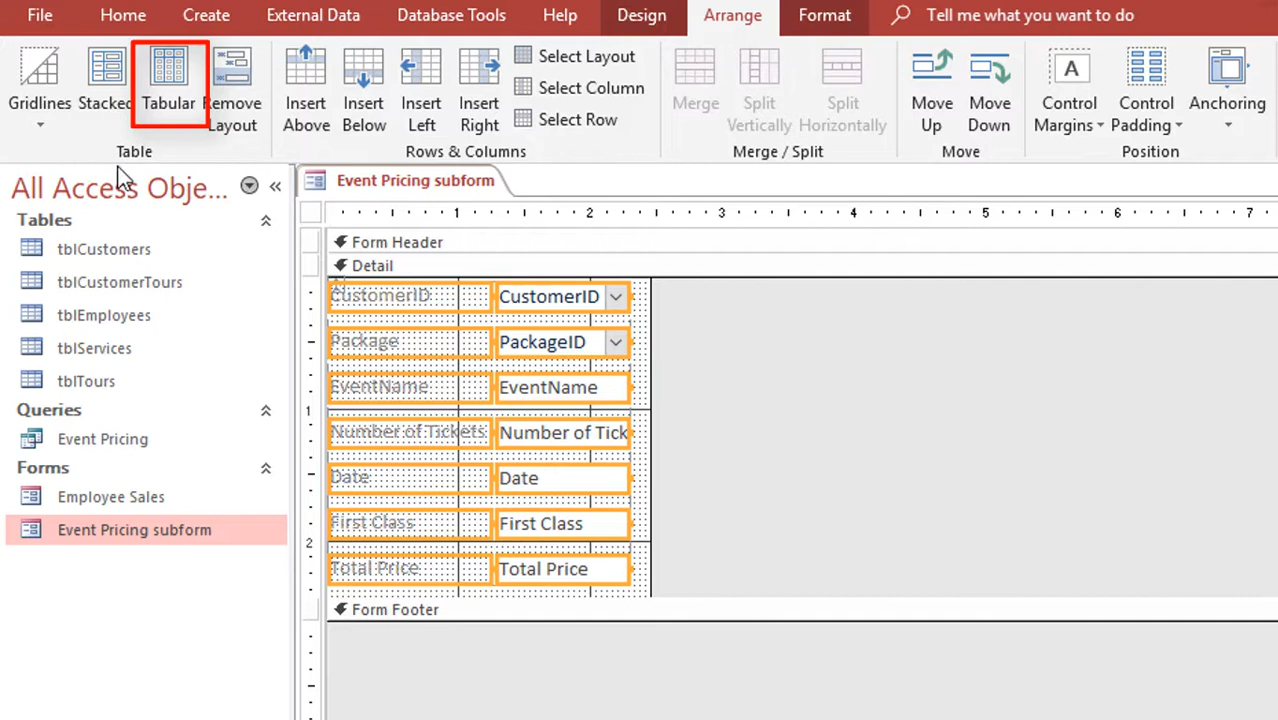 File Home Create External Data Database Tools Help Design Arrange Format Tell me what you want to do
Gridlines Stacked Tabular Remove Layout Insert Above Insert Below Insert Left Insert Right Select Layout Select Column Select Row Merge Split Vertically Split Horizontally Move Up Move Down Control Margins Control Padding Anchoring
Table Rows & Columns Merge / Split Move Position
All Access Obje...
Tables
tblCustomers
tblCustomerTours
tblEmployees
tblServices
tblTours
Queries
Event Pricing
Forms
Employee Sales
Event Pricing subform
Event Pricing subform
1 2 3 4 5 6 7
Form Header
Detail
CustomerID CustomerID
Package PackageID
EventName EventName
1
Number of Tickets Number of Tick
Date Date
First Class First Class
2
Total Price Total Price
Form Footer